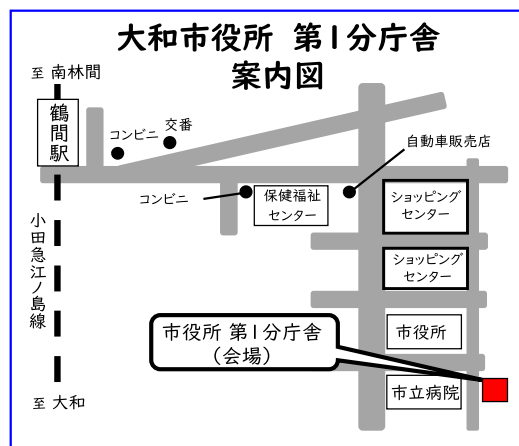 大和市役所 第1分庁舎
案内図
至 南林間
鶴間駅
コンビニ
交番
自動車販売店
コンビニ
保健福祉
センター
ショッピング
センター
小田急江ノ島線
ショッピング
センター
市役所 第1分庁舎
（会場）
市役所
市立病院
至 大和